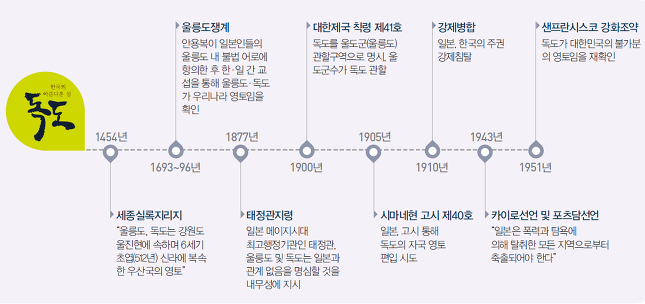 울릉도쟁계
안용복이 일본인들의
울릉도 내 불법 어로에
항의한 후 한·일 간 교
섭을 통해 울릉도·독도
가 우리나라 영토임을
확인
대한제국 칙령 제41호
독도를 울도군(울릉도)
관할구역으로 명시, 울
도군수가 독도 관할
강제병합
일본, 한국의 주권
강제침탈
샌프란시스코 강화조약
독도가 대한민국의 불가분
의 영토임을 재확인
한국의
아름다운 섬
독도
1454년
1693~96년
1877년
1900년
1905년
1910년
1943년
1951년
세종실록지리지
“울릉도, 독도는 강원도
울진현에 속하며 6세기
초엽(512년) 신라에 복속
한 우산국의 영토”
태정관지령
일본 메이지시대
최고행정기관인 태정관,
울릉도 및 독도는 일본과
관계 없음을 명심할 것을
내무성에 지시
시마네현 고시 제40호
일본, 고시 통해
독도의 자국 영토
편입 시도
카이로선언 및 포츠담선언
“일본은 폭력과 탐욕에
의해 탈취한 모든 지역으로부터
축출되어야 한다”